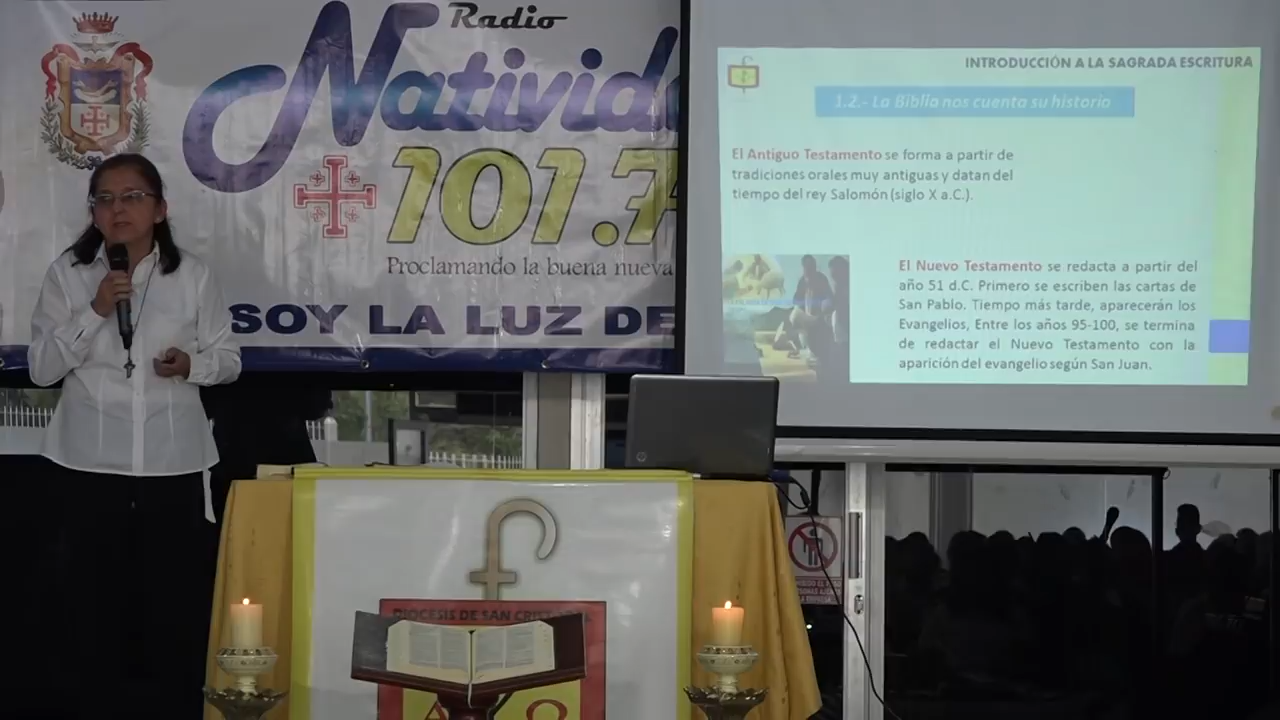 Radio
Nativid
101.7
Proclamando la buena nueva
SOY LA LUZ DE
INTRODUCCIÓN A LA SAGRADA ESCRITURA
1.2.- La Biblia nos cuenta su historia
El Antiguo Testamento se forma a partir de
tradiciones orales muy antiguas y datan del
tiempo del rey Salomón (siglo X a.C.).
El Nuevo Testamento se redacta a partir del
año 51 d.C. Primero se escriben las cartas de
San Pablo. Tiempo más tarde, aparecerán los
Evangelios, Entre los años 95-100, se termina
de redactar el Nuevo Testamento con la
aparición del evangelio según San Juan.
DIOCESIS DE SAN
Α Ω